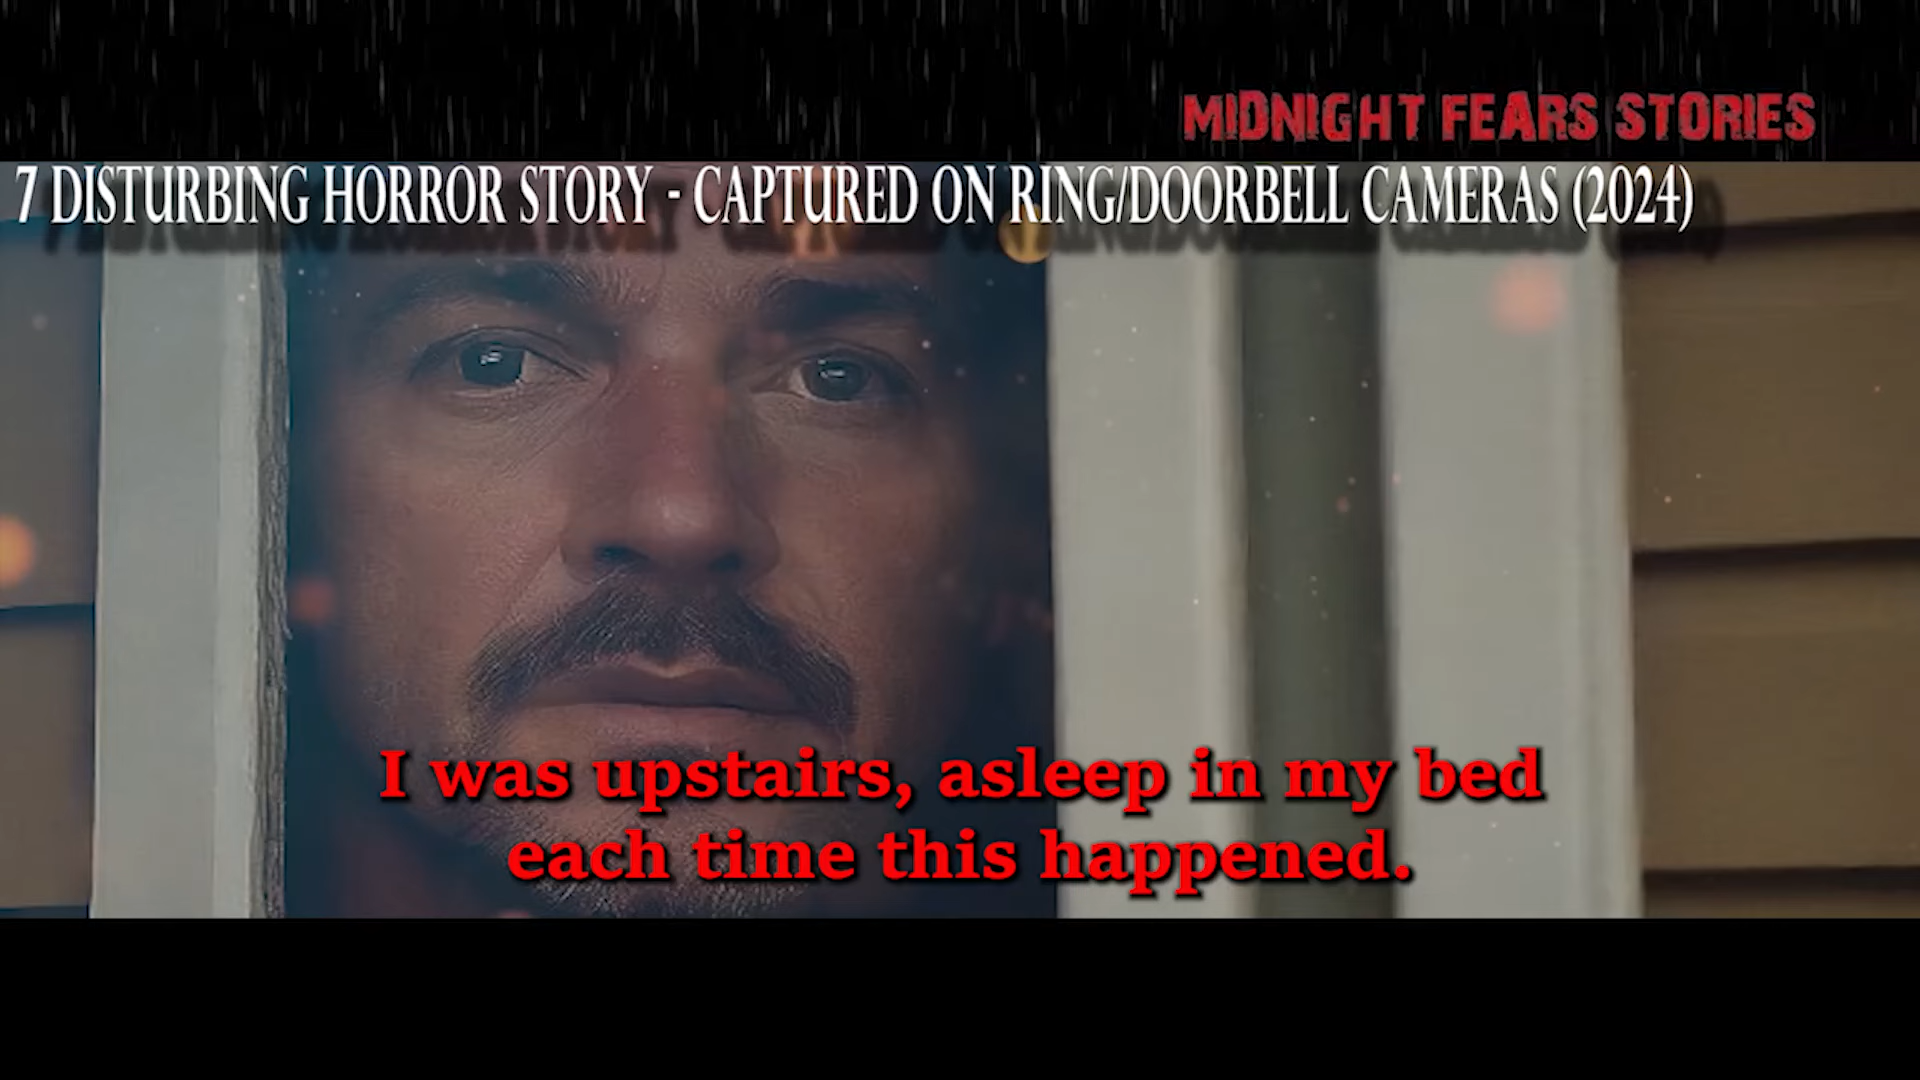 MIDNIGHT FEARS STORIES
7 DISTURBING HORROR STORY - CAPTURED ON RING/DOORBELL CAMERAS (2024)
I was upstairs, asleep in my bed
each time this happened.